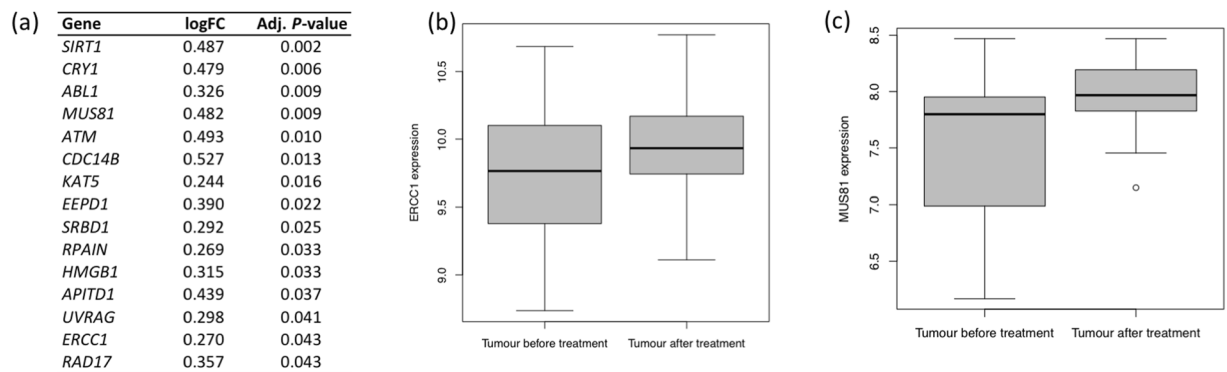 (a)
Gene logFC Adj. P-value
SIRT1 0.487 0.002
CRY1 0.479 0.006
ABL1 0.326 0.009
MUS81 0.482 0.009
ATM 0.493 0.010
CDC14B 0.527 0.013
KAT5 0.244 0.016
EEPD1 0.390 0.022
SRBD1 0.292 0.025
RPAIN 0.269 0.033
HMGB1 0.315 0.033
APITD1 0.439 0.037
UVRAG 0.298 0.041
ERCC1 0.270 0.043
RAD17 0.357 0.043
(b)
ERCC1 expression
10.5
10.0
9.5
9.0
Tumour before treatment Tumour after treatment
(c)
MUS81 expression
8.5
8.0
7.5
7.0
6.5
Tumour before treatment Tumour after treatment